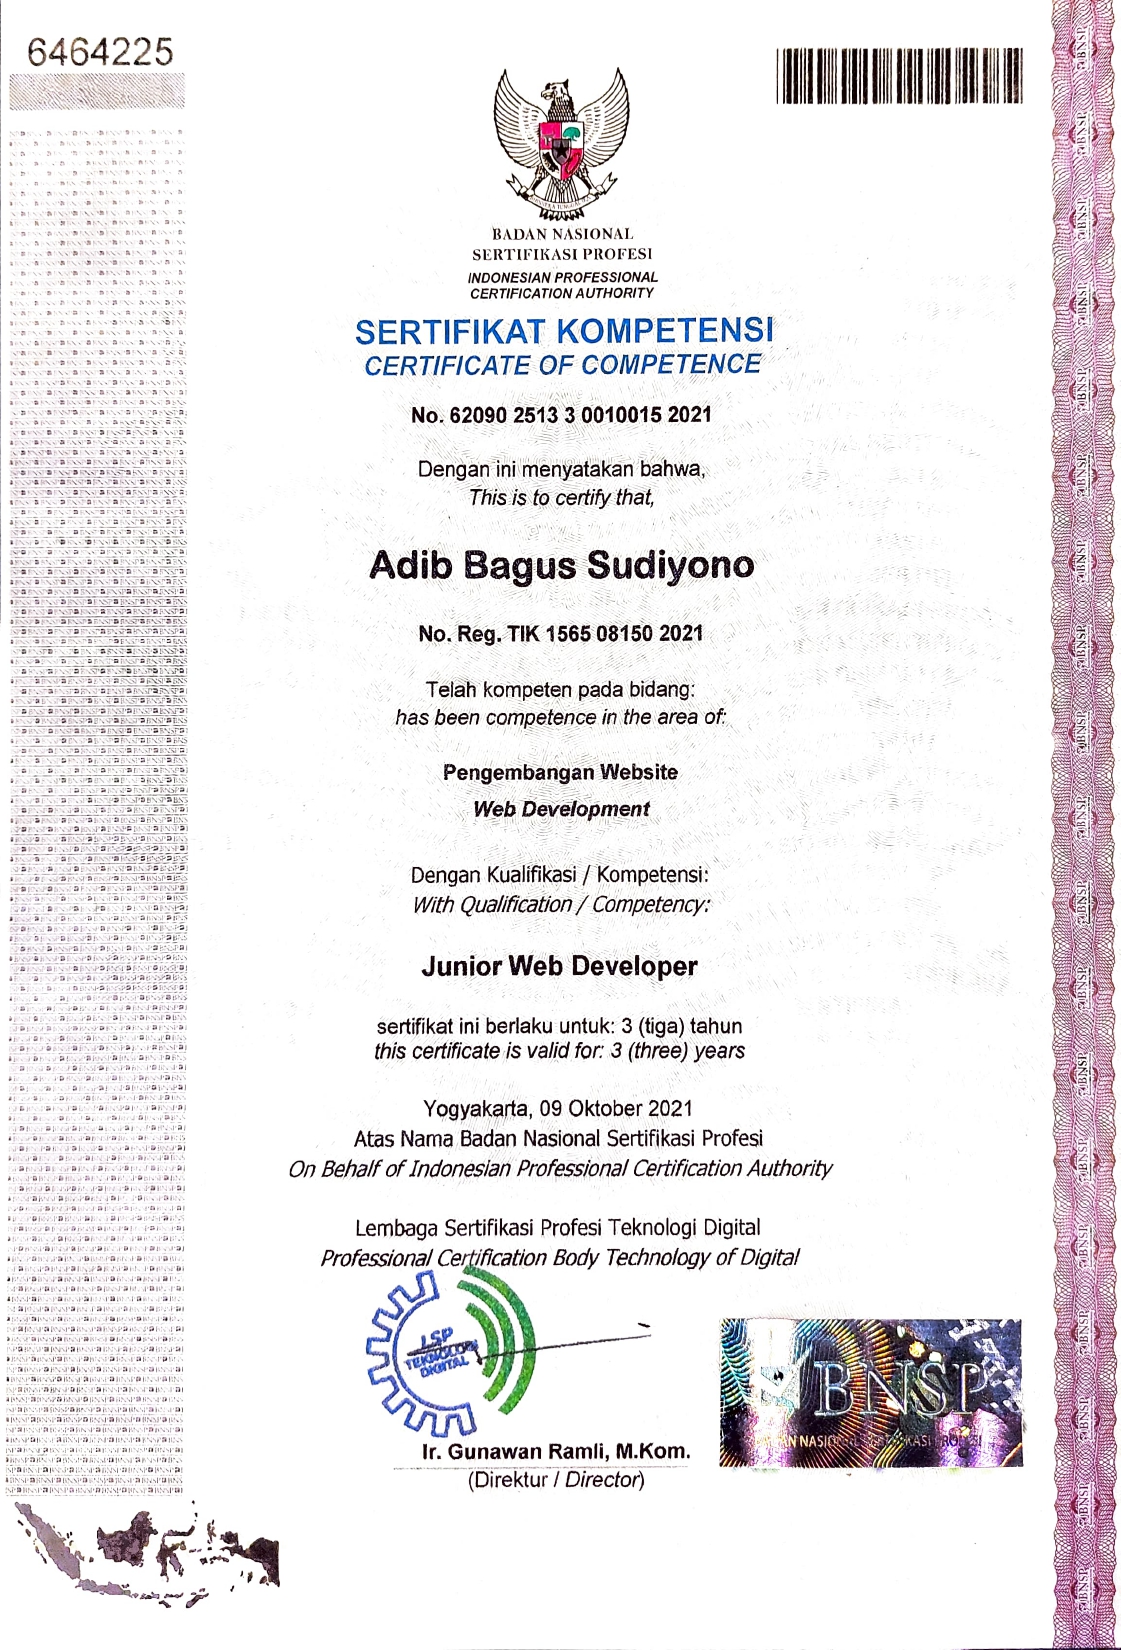 6464225
BADAN NASIONAL
SERTIFIKASI PROFESI
INDONESIAN PROFESSIONAL
CERTIFICATION AUTHORITY
SERTIFIKAT KOMPETENSI
CERTIFICATE OF COMPETENCE
No. 62090 2513 3 0010015 2021
Dengan ini menyatakan bahwa,
This is to certify that,
Adib Bagus Sudiyono
No. Reg. TIK 1565 08150 2021
Telah kompeten pada bidang:
has been competence in the area of:
Pengembangan Website
Web Development
Dengan Kualifikasi / Kompetensi:
With Qualification / Competency:
Junior Web Developer
sertifikat ini berlaku untuk: 3 (tiga) tahun
this certificate is valid for: 3 (three) years
Yogyakarta, 09 Oktober 2021
Atas Nama Badan Nasional Sertifikasi Profesi
On Behalf of Indonesian Professional Certification Authority
Lembaga Sertifikasi Profesi Teknologi Digital
Professional Certification Body Technology of Digital
LSP
TEKNOLOGI
DIGITAL
BNSP
Ir. Gunawan Ramli, M.Kom.
(Direktur / Director)